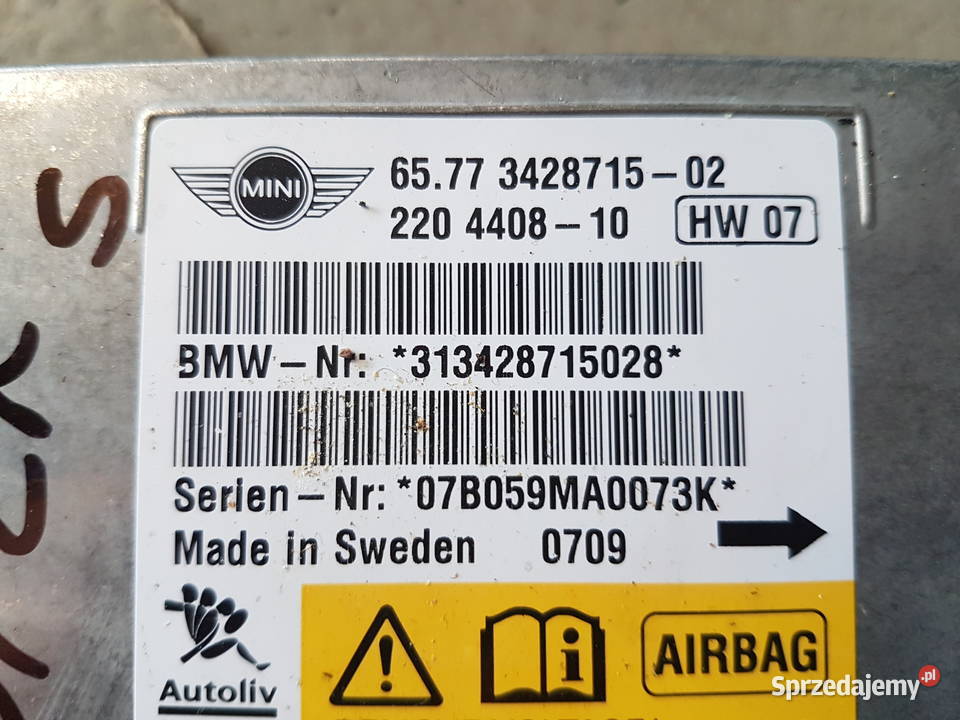 MINI
65.77 3428715-02
220 4408-10 HW 07
BMW-Nr: *313428715028*
Serien-Nr: *07B059MA0073K*
Made in Sweden 0709
Autoliv
AIRBAG
Sprzedajemy.pl